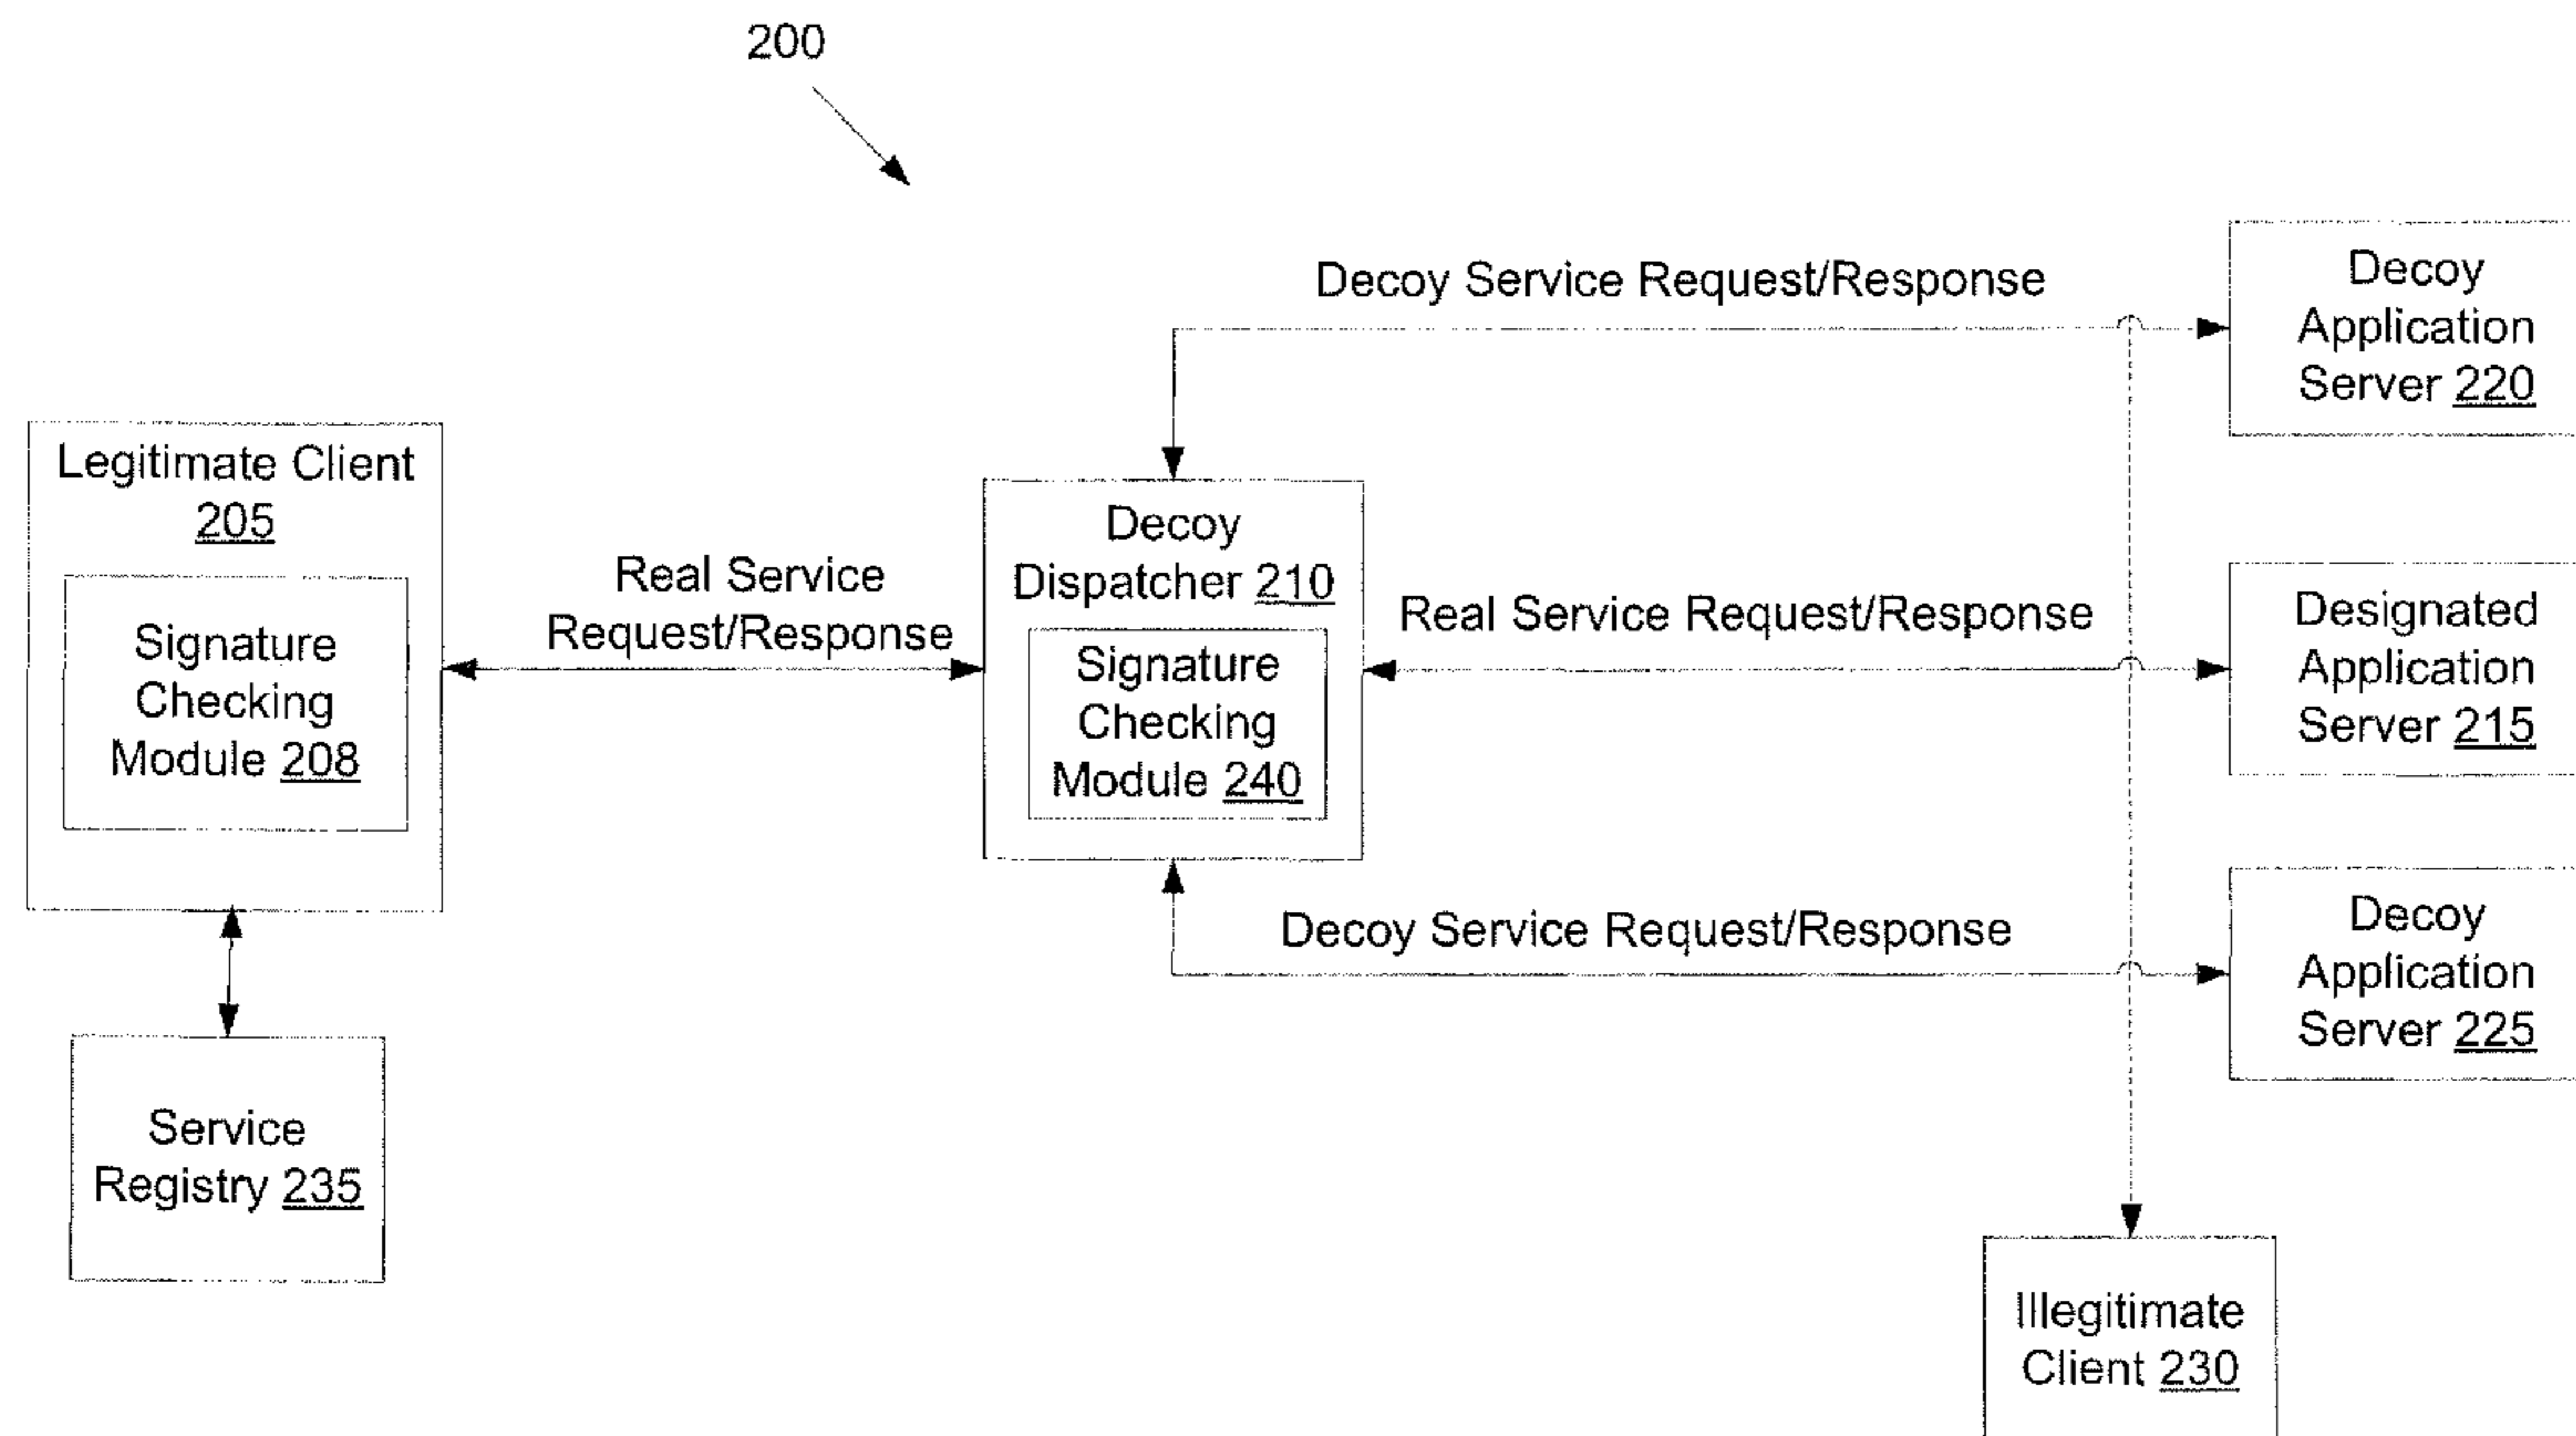 200
Decoy Service Request/Response
Decoy
Application
Server 220
Legitimate Client
205
Signature
Checking
Module 208
Real Service
Request/Response
Decoy
Dispatcher 210
Signature
Checking
Module 240
Real Service Request/Response
Designated
Application
Server 215
Decoy Service Request/Response
Decoy
Application
Server 225
Service
Registry 235
Illegitimate
Client 230